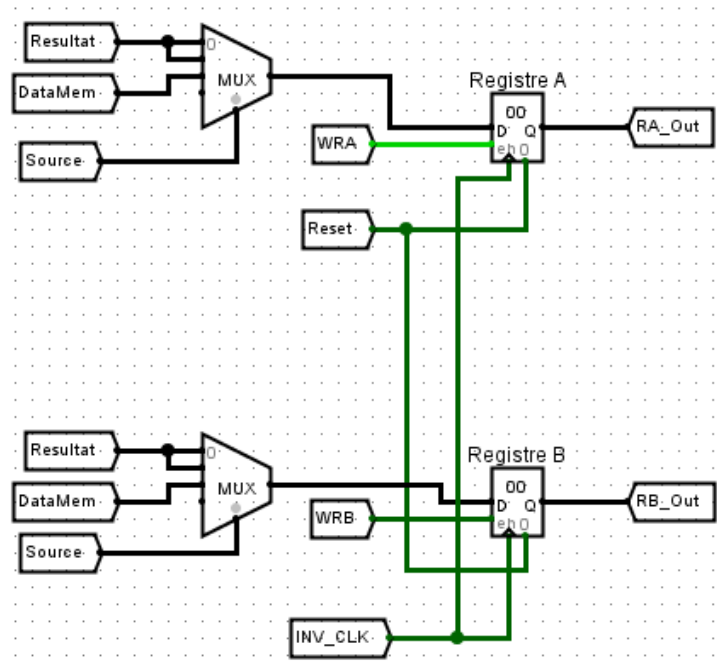 Resultat
0
DataMem
MUX
Source
Registre A
00
D Q
en 0
WRA
RA_Out
Reset
Resultat
0
DataMem
MUX
Source
Registre B
00
D Q
en 0
WRB
RB_Out
INV_CLK